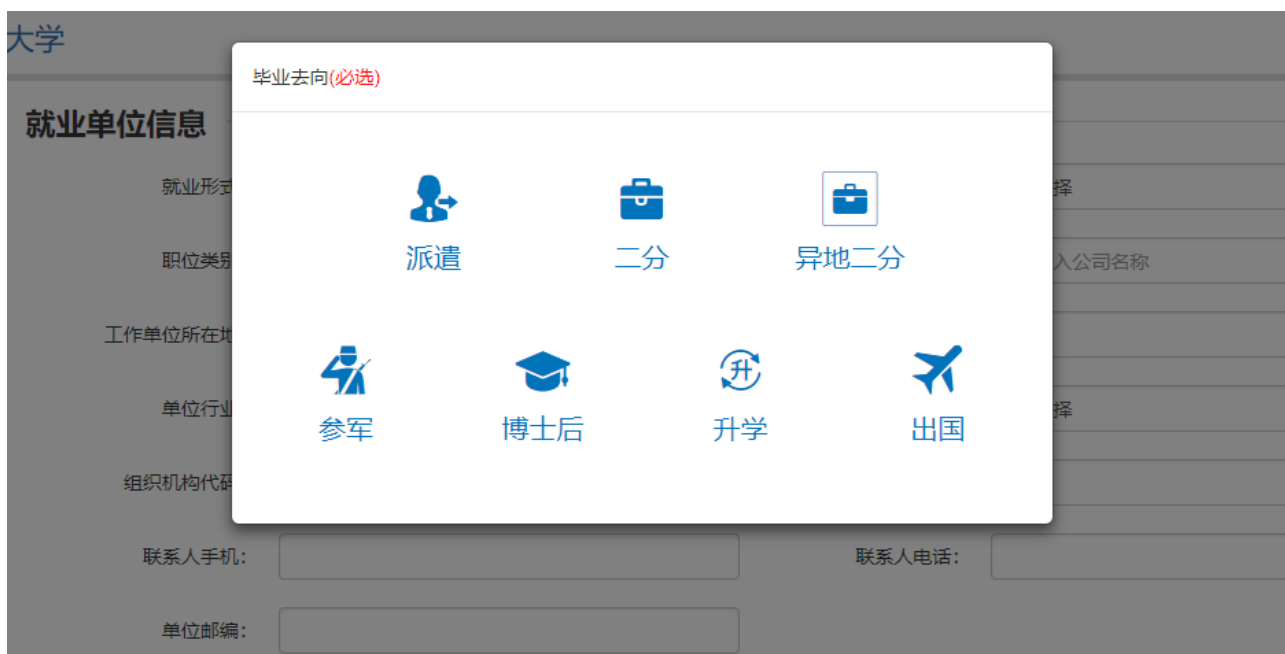 大学
毕业去向(必选)
就业单位信息
就业形式
择
派遣
二分
异地二分
职位类别
入公司名称
工作单位所在地
升
参军
博士后
升学
出国
单位行业
择
组织机构代码
联系人手机:
联系人电话:
单位邮编: